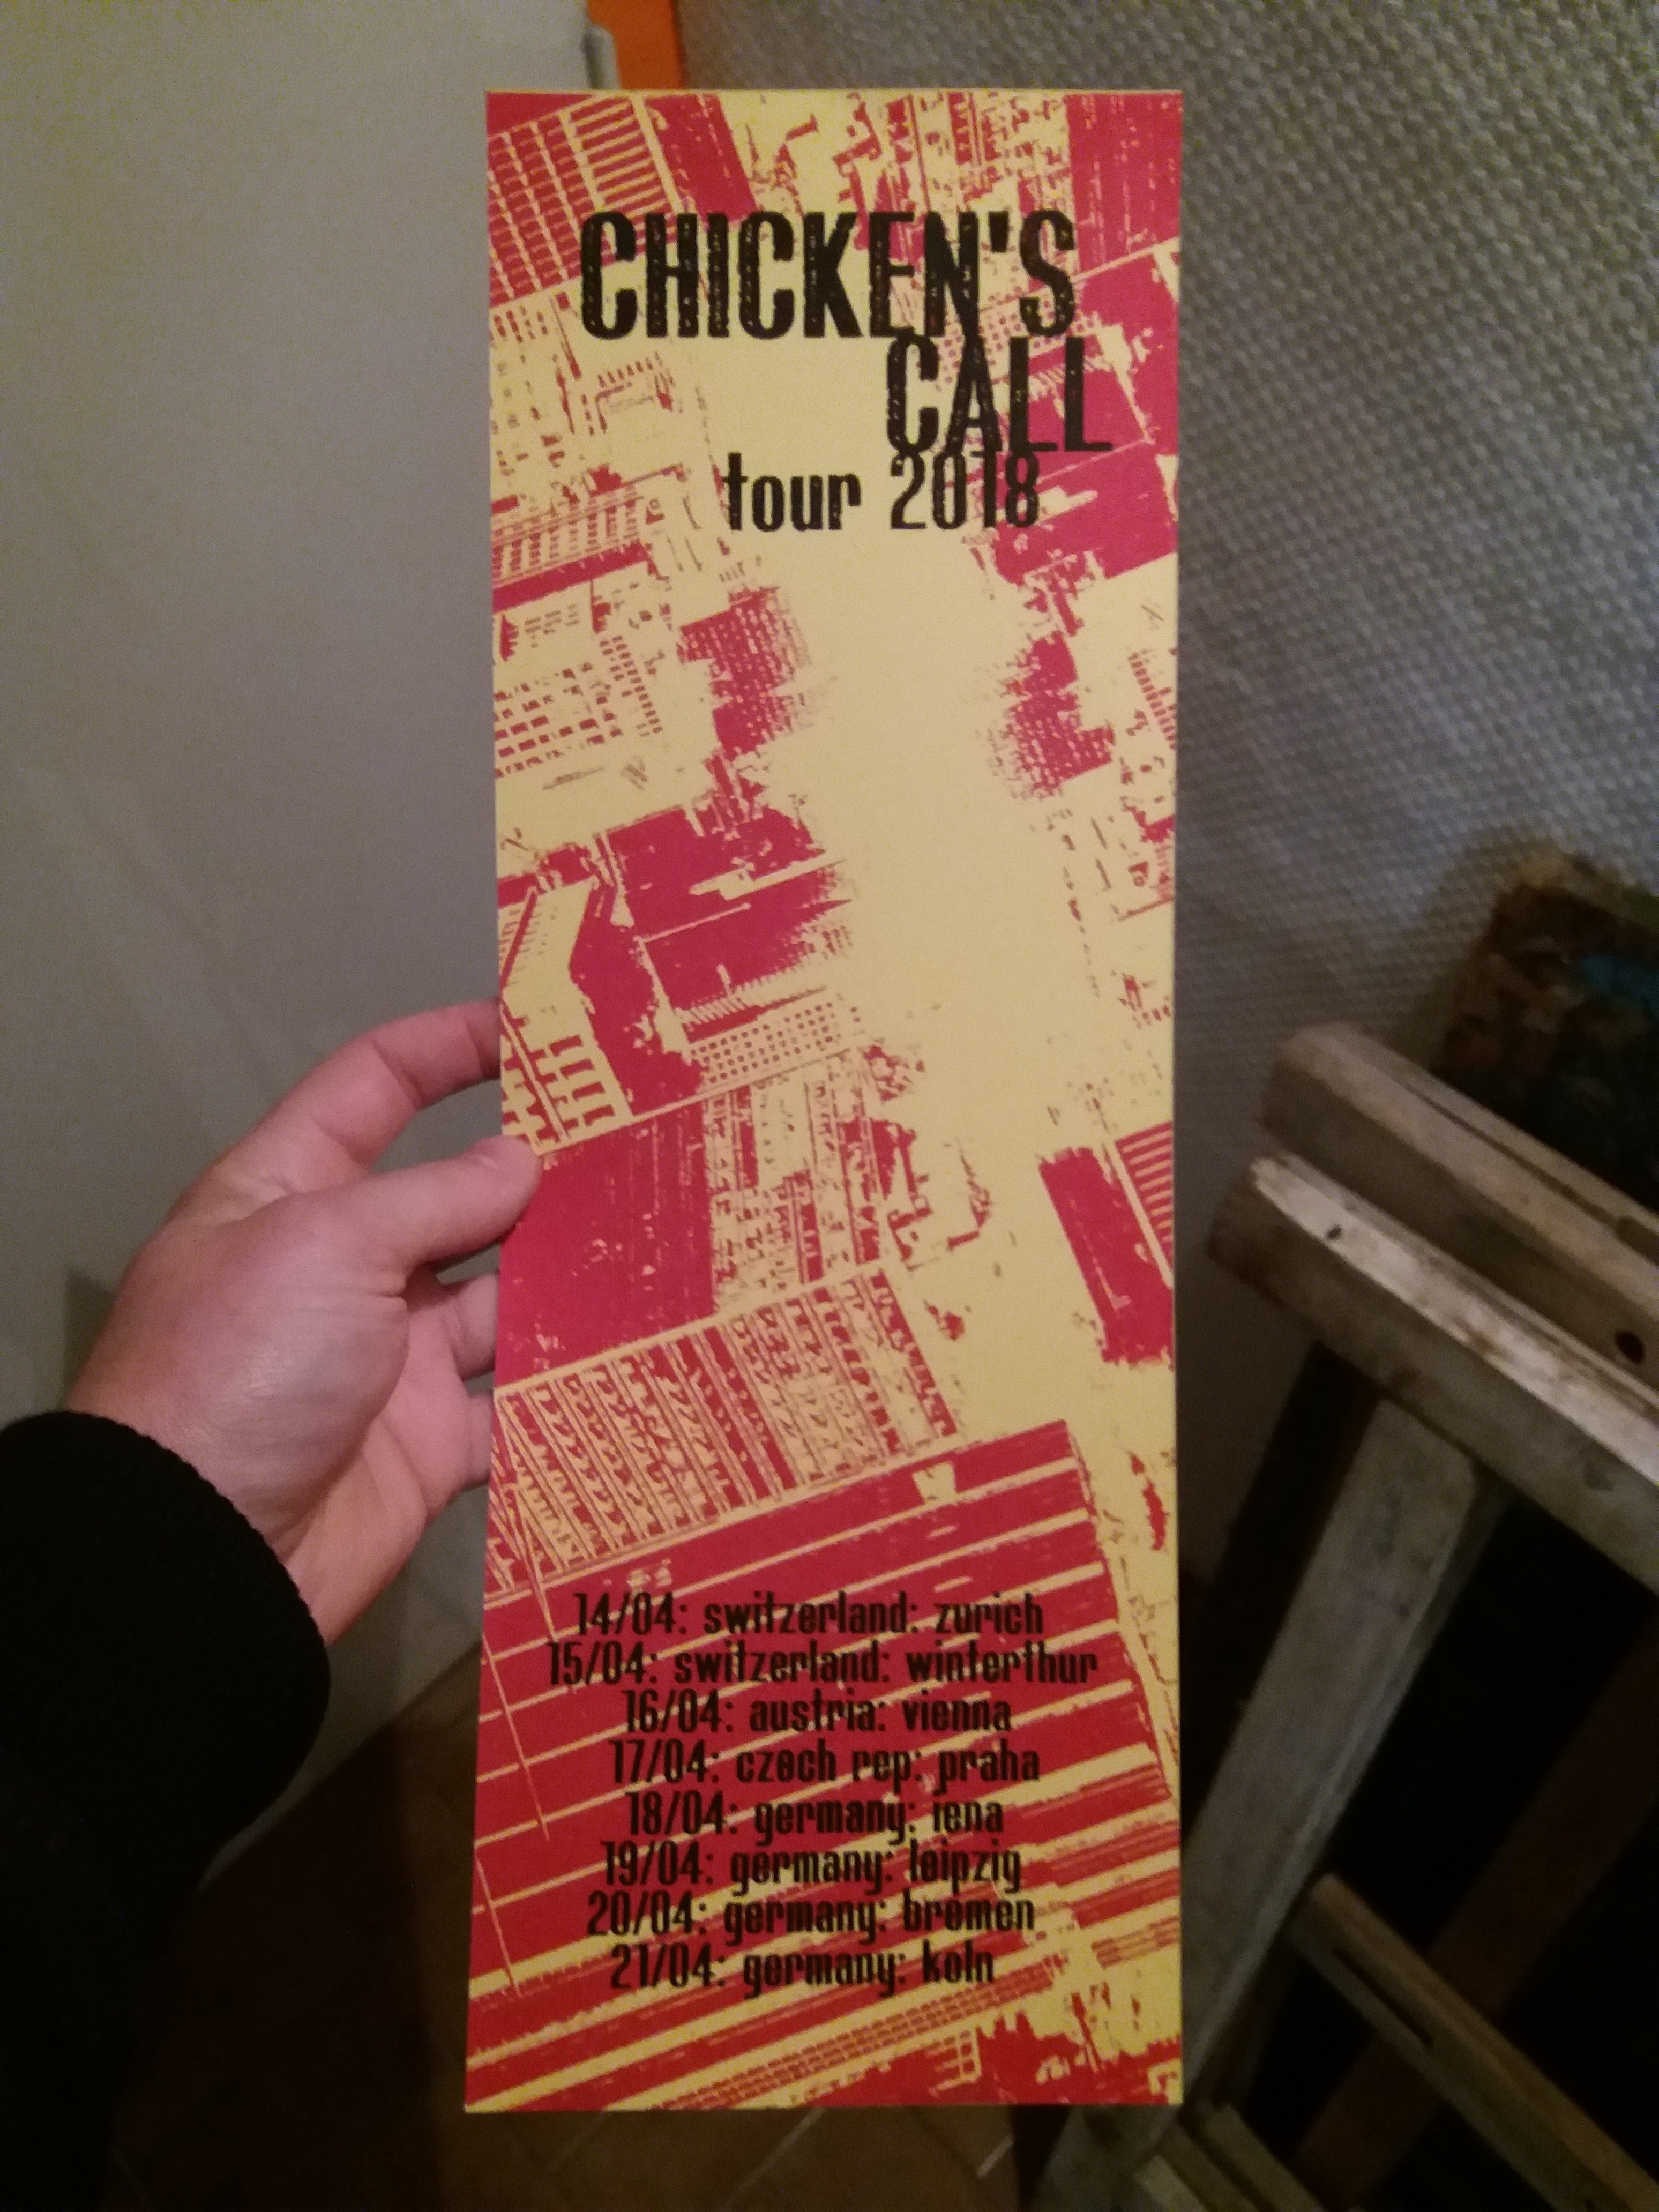 CHICKEN'S
CALL
tour 2018
14/04: switzerland: zurich
15/04: switzerland: winterthur
16/04: austria: vienna
17/04: czech rep: praha
18/04: germany: iena
19/04: germany: leipzig
20/04: germany: bremen
21/04: germany: koln